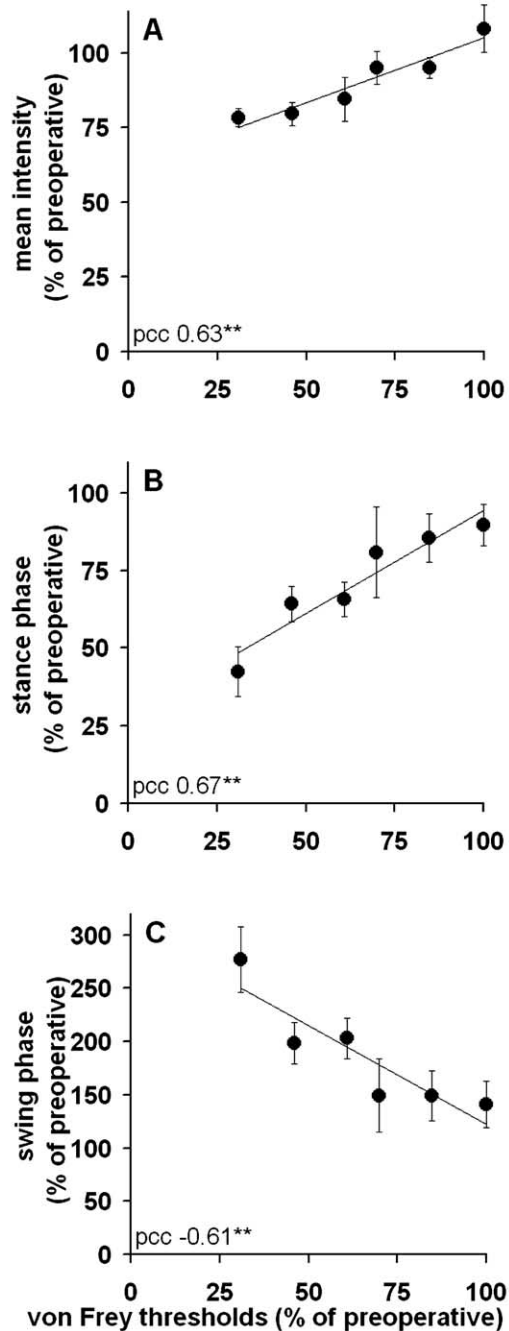 A
mean intensity
(% of preoperative)
100
75
50
25
0
pcc 0.63**
0 25 50 75 100
B
stance phase
(% of preoperative)
100
75
50
25
0
pcc 0.67**
0 25 50 75 100
C
swing phase
(% of preoperative)
300
250
200
150
100
50
0
pcc -0.61**
0 25 50 75 100
von Frey thresholds (% of preoperative)